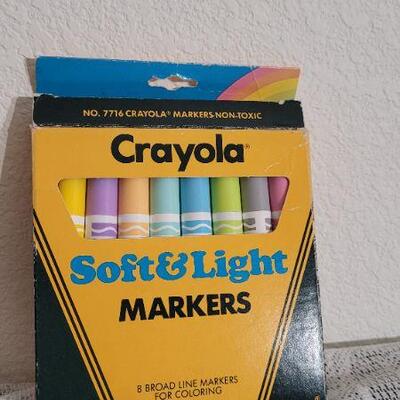 NO. 7716 CRAYOLA® MARKERS-NON-TOXIC
Crayola®
Soft&Light
MARKERS
8 BROAD LINE MARKERS
FOR COLORING